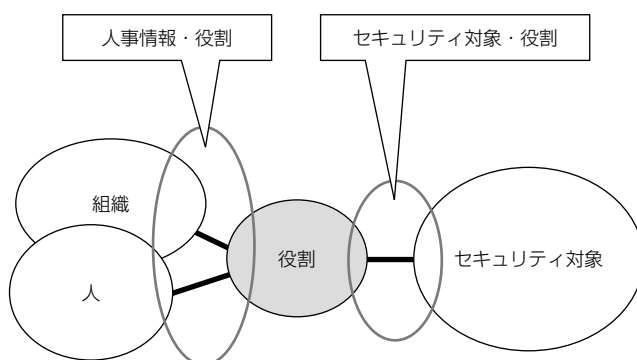 人事情報・役割
セキュリティ対象・役割
組織
役割
セキュリティ対象
人